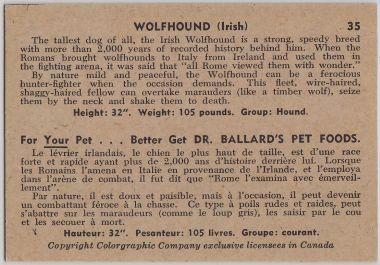 WOLFHOUND (Irish) 35
The tallest dog of all, the Irish Wolfhound is a strong, speedy
breed with more than 2,000 years of recorded history behind him. When the
Romans brought wolfhounds to Italy from Ireland and used them in
the fighting arena, it was said that "all Rome viewed them with wonder."
By nature mild and peaceful, the Wolfhound can be a ferocious
hunter-fighter when the occasion demands. This fleet, wire-haired,
shaggy-haired fellow can overtake marauders (like a timber wolf), seize
them by the neck and shake them to death.
Height: 32". Weight: 105 pounds. Group: Hound.
For Your Pet . . . Better Get DR. BALLARD'S PET FOODS.
Le lévrier irlandais, le chien le plus haut de taille, est d'une race
forte et rapide ayant plus de 2,000 ans d'histoire derrière lui. Lorsque
les Romains l'amena en Italie en provenance de l'Irlande, et l'employa
dans l'arène de combat, il fut dit que "Rome l'examina avec émerveil-
lement".
Par nature, il est doux et paisible, mais à l'occasion, il peut devenir
un combattant féroce à la chasse. Ce type à poils rudes et raides, peut
s'abattre sur les maraudeurs (comme le loup gris), les saisir par le cou
et les secouer à mort.
Hauteur: 32". Pesanteur: 105 livres. Groupe: courant.
Copyright Colorgraphic Company exclusive licensees in Canada